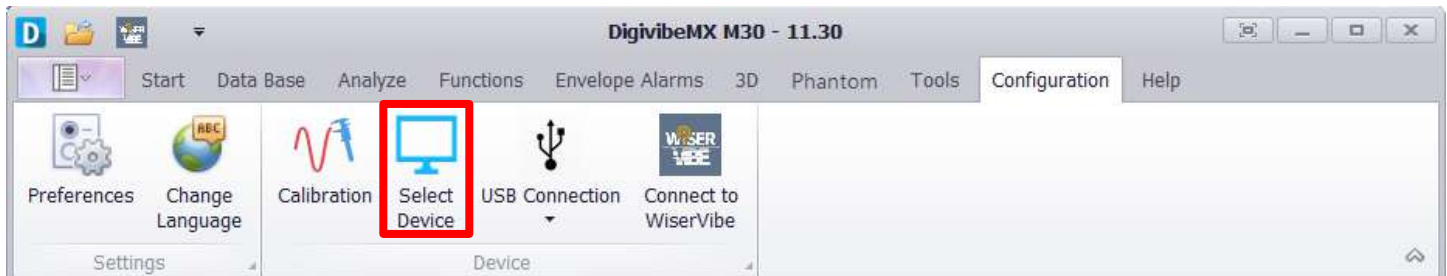 D WISER VIBE DigivibeMX M30 - 11.30
Start Data Base Analyze Functions Envelope Alarms 3D Phantom Tools Configuration Help
ABC WISER
VIBE
Preferences Change Calibration Select USB Connection Connect to
Language Device WiserVibe
Settings Device